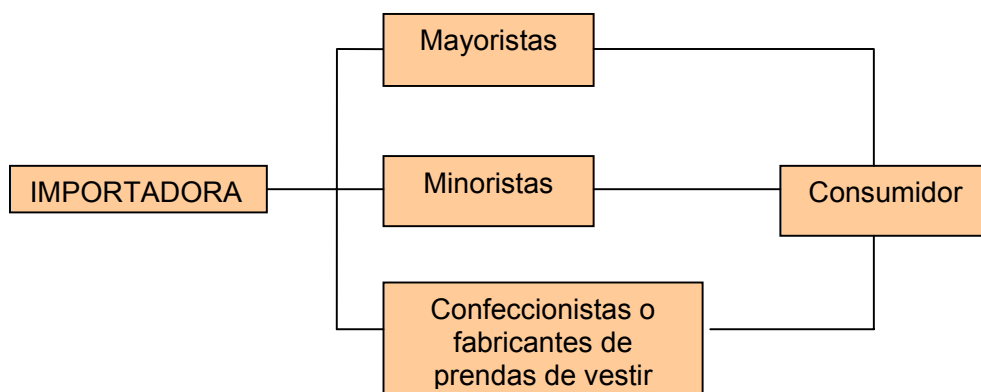 Mayoristas
IMPORTADORA
Minoristas
Consumidor
Confeccionistas o
fabricantes de
prendas de vestir